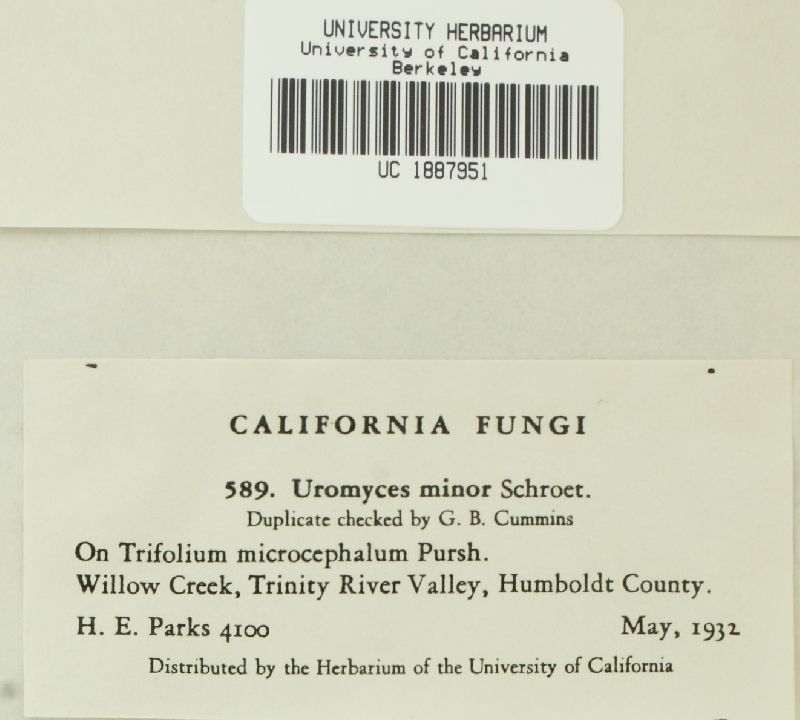 UNIVERSITY HERBARIUM
University of California
Berkeley
UC 1887951
CALIFORNIA FUNGI
589. Uromyces minor Schroet.
Duplicate checked by G. B. Cummins
On Trifolium microcephalum Pursh.
Willow Creek, Trinity River Valley, Humboldt County.
H. E. Parks 4100 May, 1932
Distributed by the Herbarium of the University of California